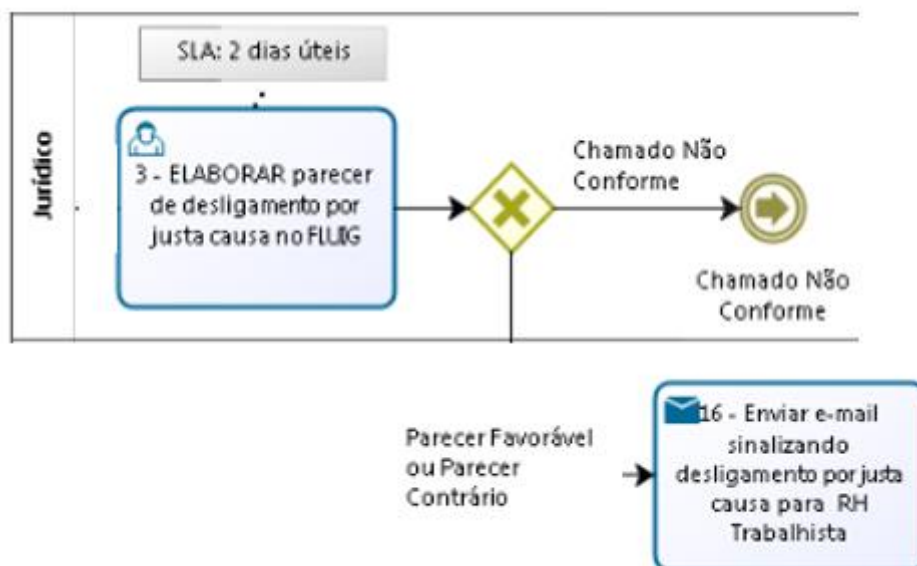 SLA: 2 dias úteis
Jurídico
3 - ELABORAR parecer
de desligamento por
justa causa no FLUIG
Chamado Não
Conforme
Chamado Não
Conforme
Parecer Favorável
ou Parecer
Contrário
16 - Enviar e-mail
sinalizando
desligamento por justa
causa para RH
Trabalhista